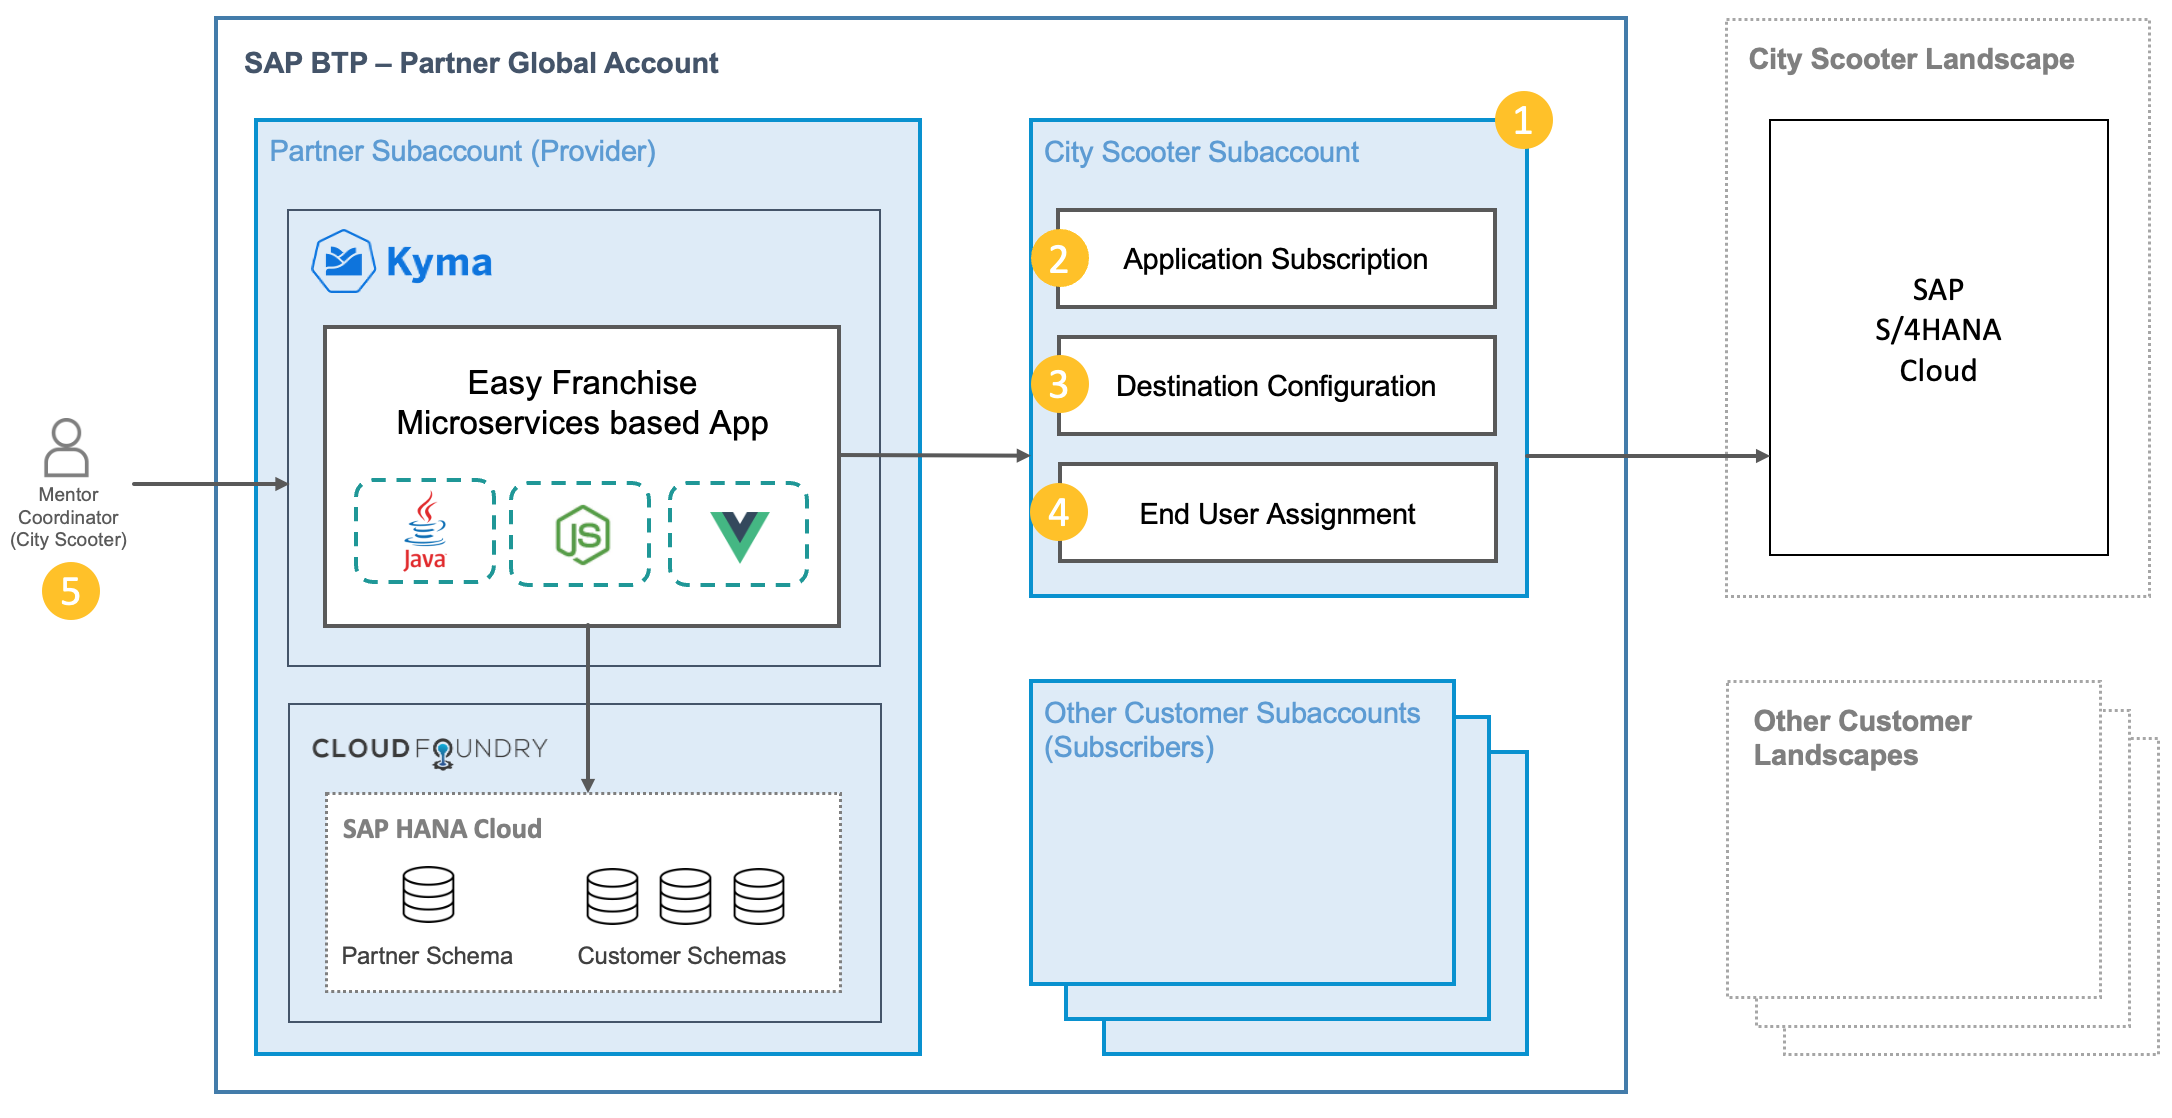 SAP BTP – Partner Global Account
Partner Subaccount (Provider)
Kyma
Easy Franchise
Microservices based App
Java
JS
Mentor
Coordinator
(City Scooter)
5
CLOUD FOUNDRY
SAP HANA Cloud
Partner Schema
Customer Schemas
1
City Scooter Subaccount
2
Application Subscription
3
Destination Configuration
4
End User Assignment
Other Customer Subaccounts
(Subscribers)
City Scooter Landscape
SAP
S/4HANA
Cloud
Other Customer
Landscapes